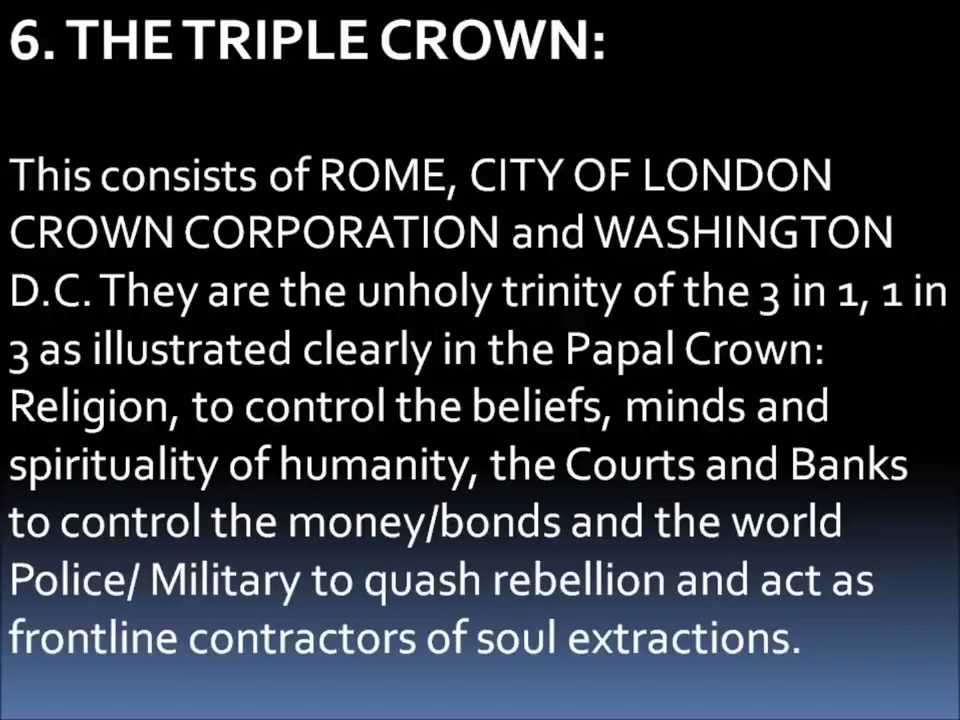 6. THE TRIPLE CROWN:
This consists of ROME, CITY OF LONDON
CROWN CORPORATION and WASHINGTON
D.C. They are the unholy trinity of the 3 in 1, 1 in
3 as illustrated clearly in the Papal Crown:
Religion, to control the beliefs, minds and
spirituality of humanity, the Courts and Banks
to control the money/bonds and the world
Police/ Military to quash rebellion and act as
frontline contractors of soul extractions.